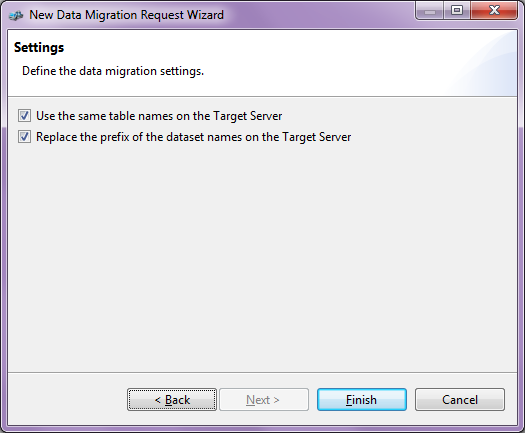 New Data Migration Request Wizard
Settings
Define the data migration settings.
Use the same table names on the Target Server
Replace the prefix of the dataset names on the Target Server
< Back Next > Finish Cancel